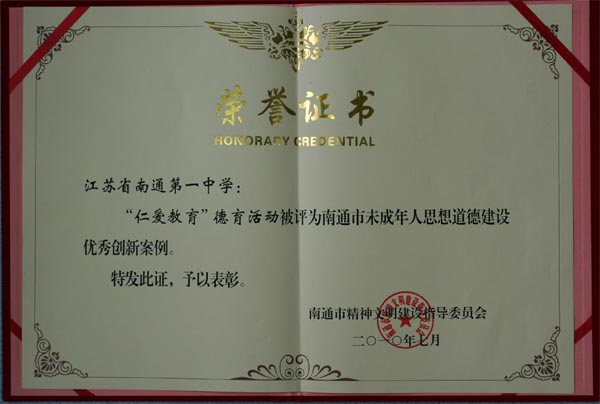 荣誉证书
HONORARY CREDENTIAL
江苏省南通第一中学：
“仁爱教育”德育活动被评为南通市未成年人思想道德建设
优秀创新案例。
特发此证，予以表彰。
南通市精神文明建设指导委员会
二〇一〇年七月